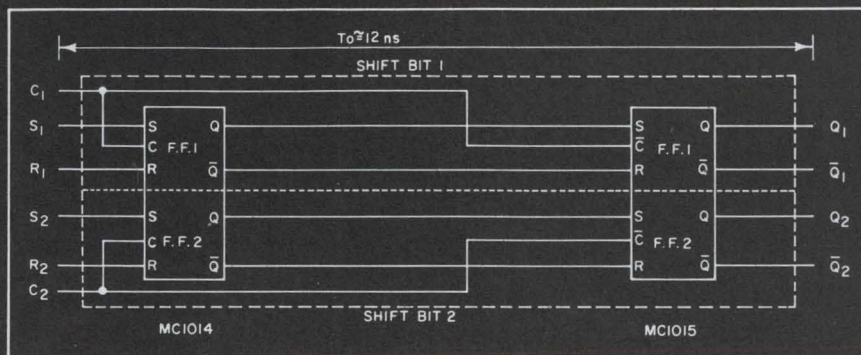 To≅12 ns
SHIFT BIT 1
C₁
S₁ S Q S Q Q₁
C F.F.1 C̅ F.F.1
R₁ R Q̅ R Q̅ Q̅₁
S₂ S Q S Q Q₂
C F.F.2 C̅ F.F.2
R₂ R Q̅ R Q̅ Q̅₂
C₂
SHIFT BIT 2
MC1014 MC1015